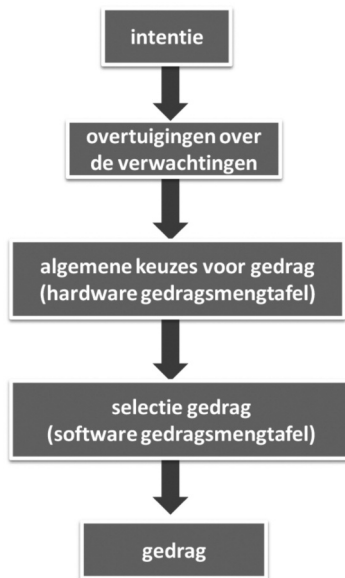 intentie
overtuigingen over
de verwachtingen
algemene keuzes voor gedrag
(hardware gedragsmengtafel)
selectie gedrag
(software gedragsmengtafel)
gedrag